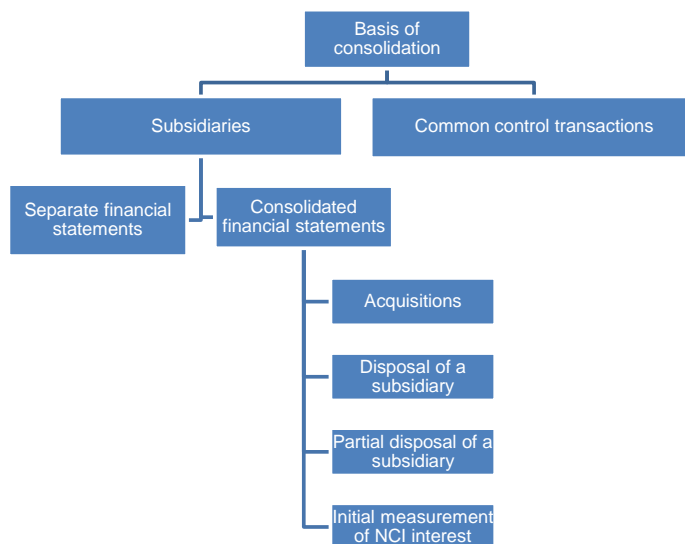 Basis of
consolidation
Subsidiaries
Common control transactions
Separate financial
statements
Consolidated
financial statements
Acquisitions
Disposal of a
subsidiary
Partial disposal of a
subsidiary
Initial measurement
of NCI interest